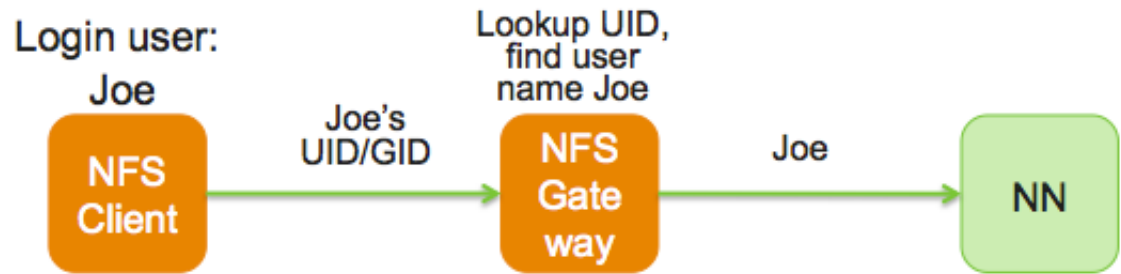 Login user:
Joe
NFS
Client
Joe's
UID/GID
Lookup UID,
find user
name Joe
NFS
Gate
way
Joe
NN